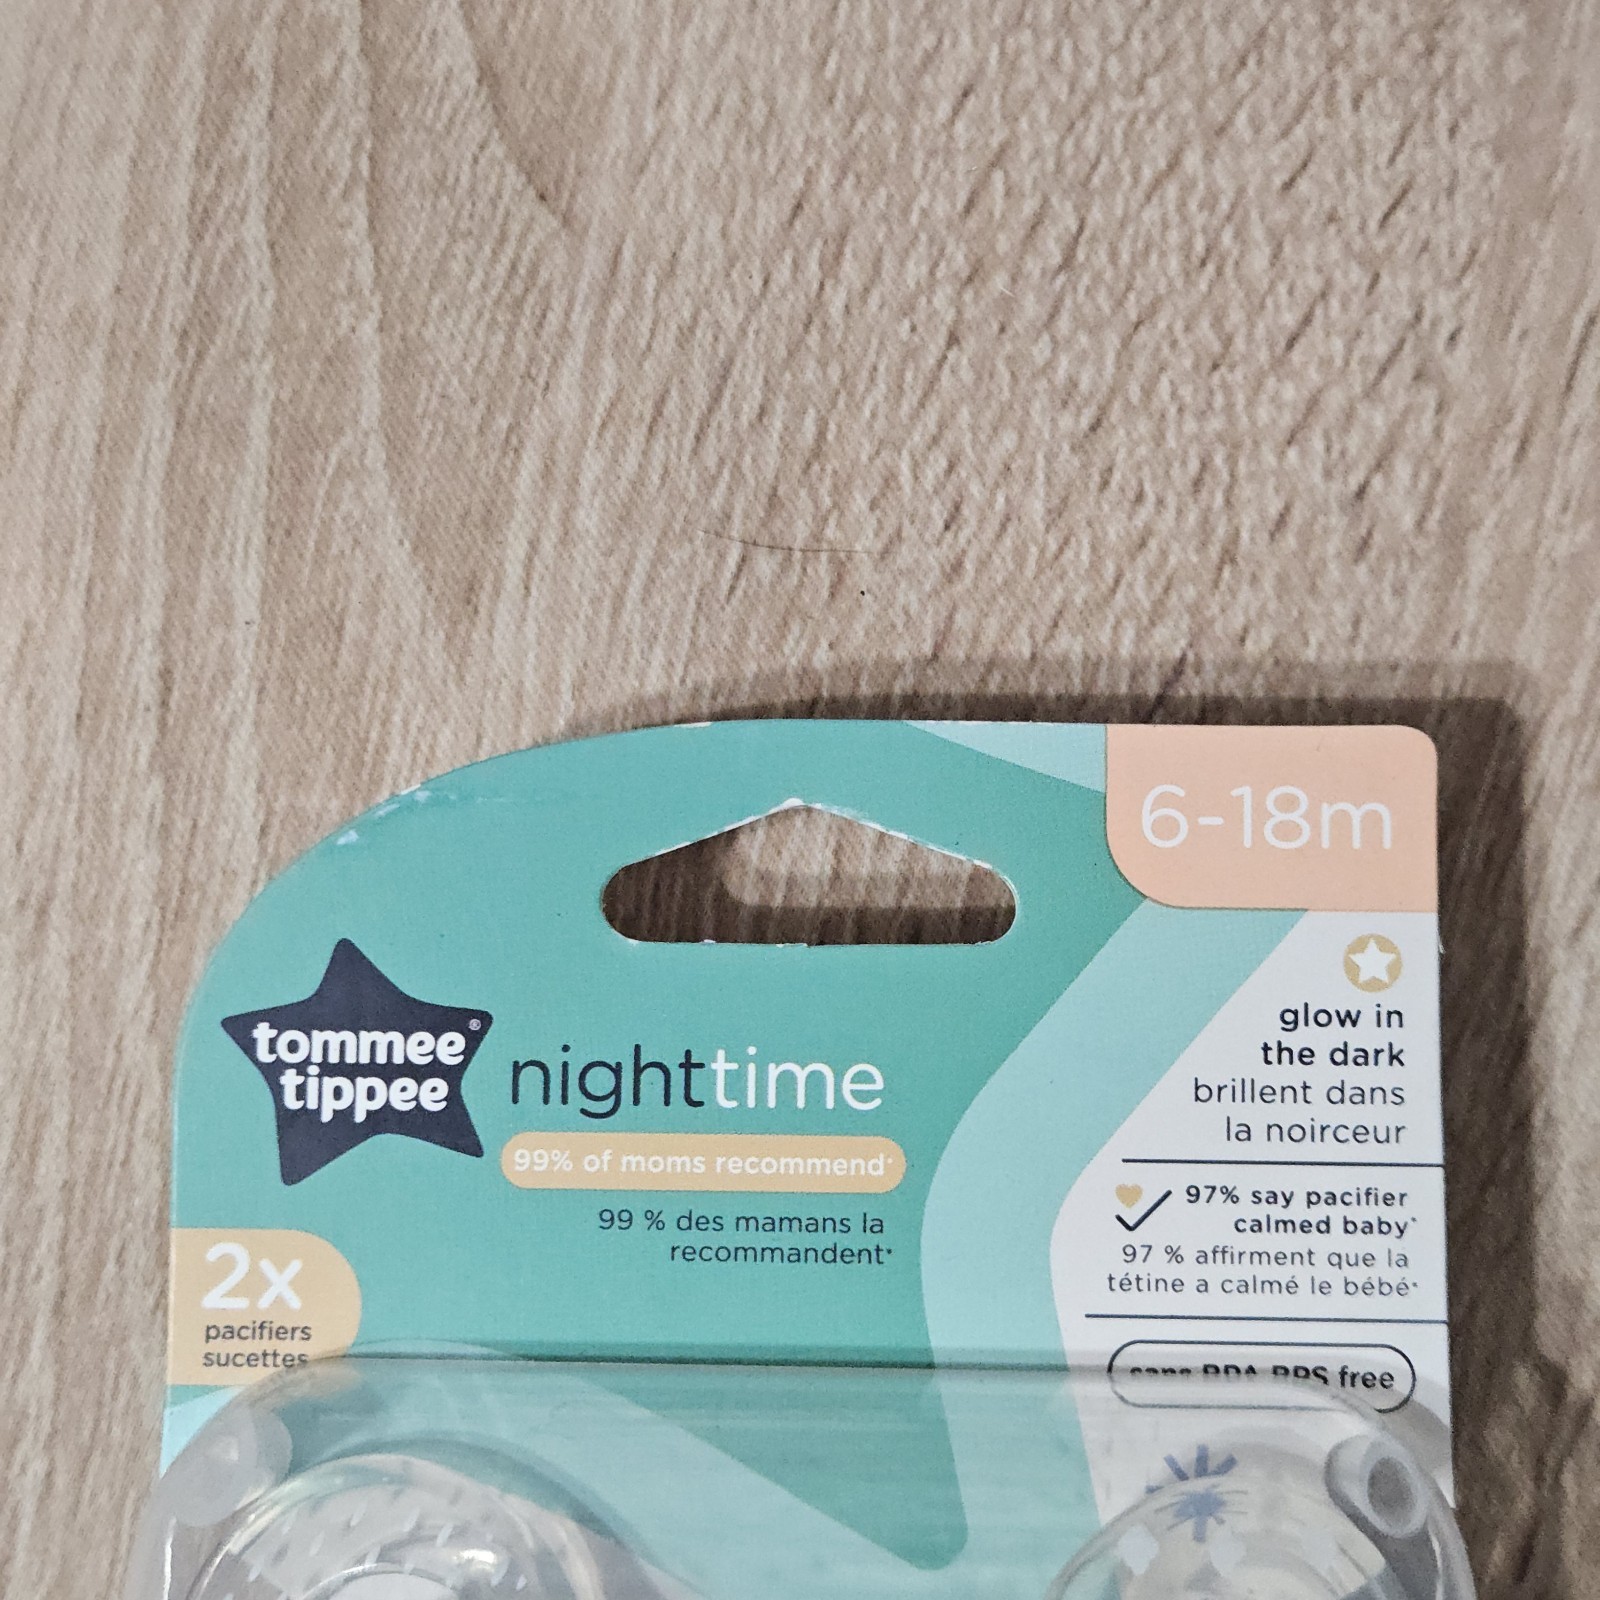 6-18m
tommee®
tippee
nighttime
99% of moms recommend*
99 % des mamans la
recommandent*
2x
pacifiers
sucettes
glow in
the dark
brillent dans
la noirceur
97% say pacifier
calmed baby*
97 % affirment que la
tétine a calmé le bébé*
sans BPA BPS free